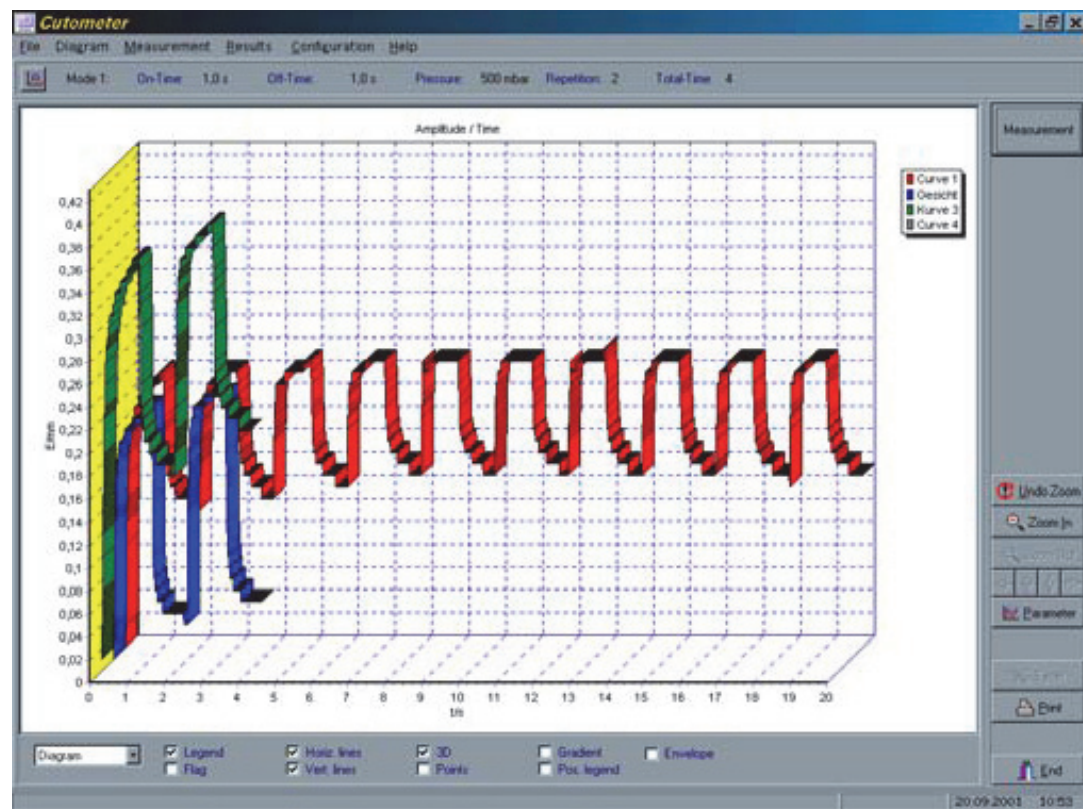 Cutometer
File Diagram Measurement Results Configuration Help
Mode 1: On-Time: 1,0 s Off-Time: 1,0 s Pressure: 500 mbar Repetition: 2 Total-Time 4
Measurement
Amplitude / Time
Curve 1
Gesicht
Kurve 3
Curve 4
0,42
0,4
0,38
0,36
0,34
0,32
0,3
0,28
0,26
0,24
0,22
0,2
0,18
0,16
0,14
0,12
0,1
0,08
0,06
0,04
0,02
0
E/mm
0 1 2 3 4 5 6 7 8 9 10 11 12 13 14 15 16 17 18 19 20
t/s
Undo Zoom
Zoom In
Parameter
Print
End
Diagram
Legend Horiz. lines 3D Gradient Envelope
Flag Vert. lines Points Pos. legend
20.09.2001 10:53